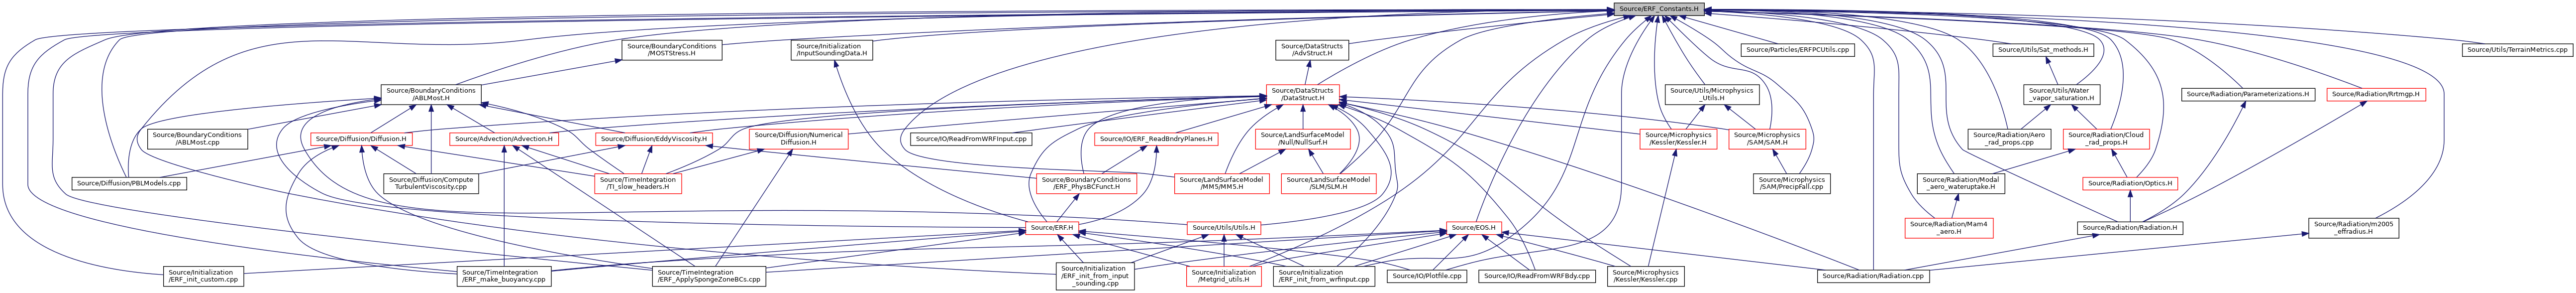 Source/ERF_Constants.H
Source/BoundaryConditions
/MOSTStress.H
Source/Initialization
/InputSoundingData.H
Source/DataStructs
/AdvStruct.H
Source/Particles/ERFPCUtils.cpp
Source/Utils/Sat_methods.H
Source/Utils/TerrainMetrics.cpp
Source/BoundaryConditions
/ABLMost.H
Source/DataStructs
/DataStruct.H
Source/Utils/Microphysics
_Utils.H
Source/Utils/Water
_vapor_saturation.H
Source/Radiation/Parameterizations.H
Source/Radiation/Rrtmgp.H
Source/BoundaryConditions
/ABLMost.cpp
Source/Diffusion/Diffusion.H
Source/Advection/Advection.H
Source/Diffusion/EddyViscosity.H
Source/Diffusion/Numerical
Diffusion.H
Source/IO/ReadFromWRFInput.cpp
Source/IO/ERF_ReadBndryPlanes.H
Source/LandSurfaceModel
/Null/NullSurf.H
Source/Microphysics
/Kessler/Kessler.H
Source/Microphysics
/SAM/SAM.H
Source/Radiation/Aero
_rad_props.cpp
Source/Radiation/Cloud
_rad_props.H
Source/Diffusion/PBLModels.cpp
Source/Diffusion/Compute
TurbulentViscosity.cpp
Source/TimeIntegration
/TI_slow_headers.H
Source/BoundaryConditions
/ERF_PhysBCFunct.H
Source/LandSurfaceModel
/MM5/MM5.H
Source/LandSurfaceModel
/SLM/SLM.H
Source/Microphysics
/SAM/PrecipFall.cpp
Source/Radiation/Modal
_aero_wateruptake.H
Source/Radiation/Optics.H
Source/ERF.H
Source/Utils/Utils.H
Source/EOS.H
Source/Radiation/Mam4
_aero.H
Source/Radiation/Radiation.H
Source/Radiation/m2005
_effradius.H
Source/Initialization
/ERF_init_custom.cpp
Source/TimeIntegration
/ERF_make_buoyancy.cpp
Source/TimeIntegration
/ERF_ApplySpongeZoneBCs.cpp
Source/Initialization
/ERF_init_from_input
_sounding.cpp
Source/Initialization
/Metgrid_utils.H
Source/Initialization
/ERF_init_from_wrfinput.cpp
Source/IO/Plotfile.cpp
Source/IO/ReadFromWRFBdy.cpp
Source/Microphysics
/Kessler/Kessler.cpp
Source/Radiation/Radiation.cpp